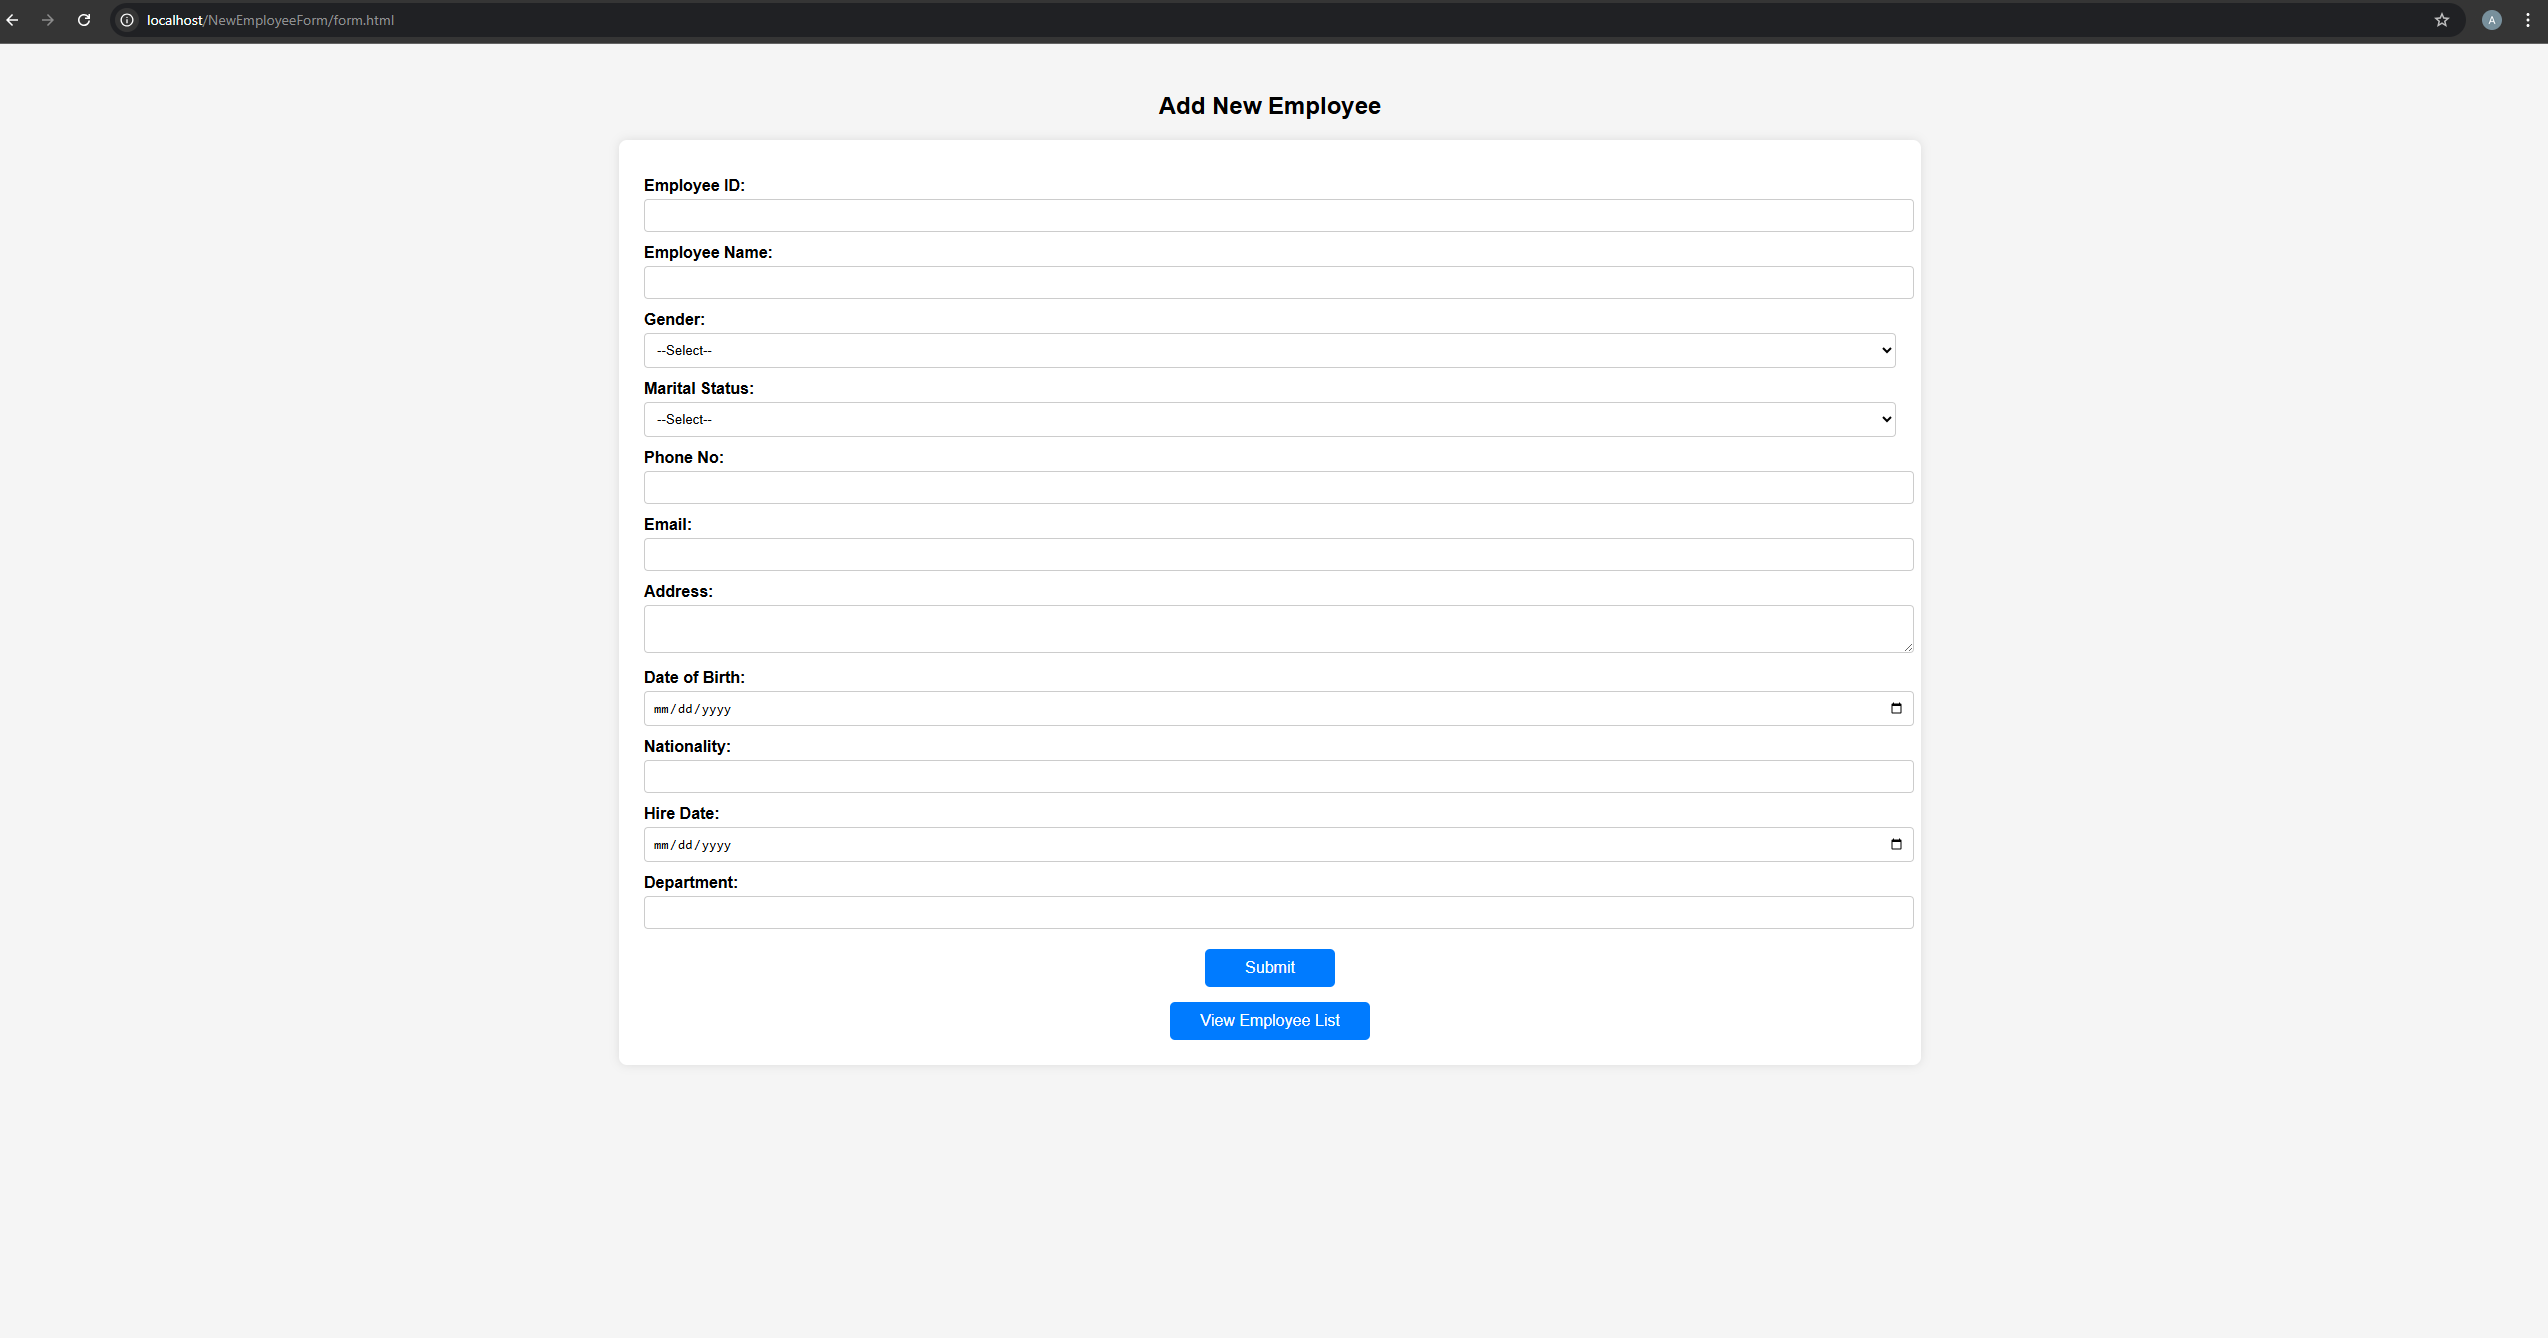 localhost/NewEmployeeForm/form.html
A
Add New Employee
Employee ID:
Employee Name:
Gender:
--Select--
Marital Status:
--Select--
Phone No:
Email:
Address:
Date of Birth:
mm/dd/yyyy
Nationality:
Hire Date:
mm/dd/yyyy
Department:
Submit
View Employee List